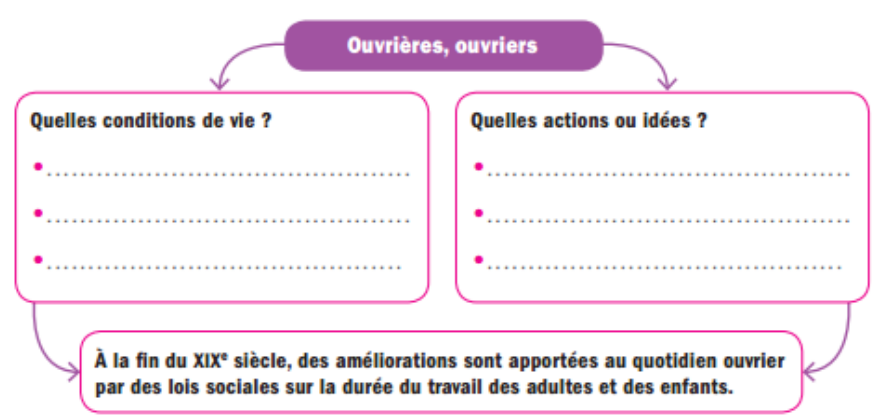 Ouvrières, ouvriers
Quelles conditions de vie ?
•............................................
•............................................
•...........................................
Quelles actions ou idées ?
•............................................
•............................................
•...........................................
À la fin du XIXe siècle, des améliorations sont apportées au quotidien ouvrier
par des lois sociales sur la durée du travail des adultes et des enfants.